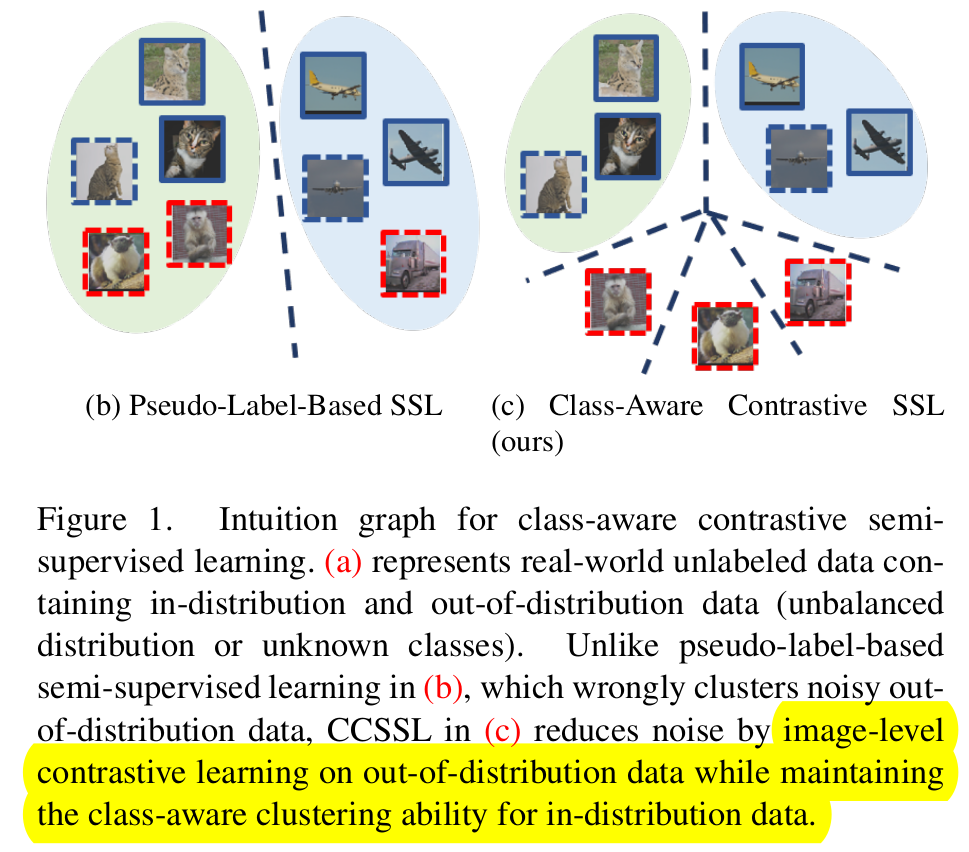 (b) Pseudo-Label-Based SSL
(c) Class-Aware Contrastive SSL
(ours)
Figure 1. Intuition graph for class-aware contrastive semi-
supervised learning. (a) represents real-world unlabeled data con-
taining in-distribution and out-of-distribution data (unbalanced
distribution or unknown classes). Unlike pseudo-label-based
semi-supervised learning in (b), which wrongly clusters noisy out-
of-distribution data, CCSSL in (c) reduces noise by image-level
contrastive learning on out-of-distribution data while maintaining
the class-aware clustering ability for in-distribution data.